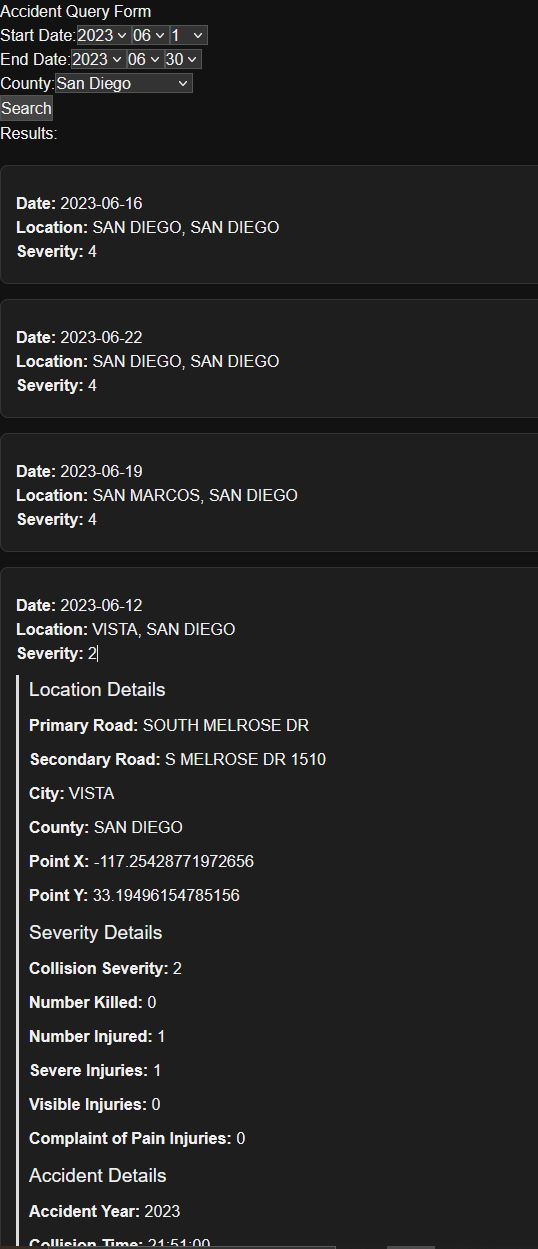 Accident Query Form
Start Date: 2023 06 1
End Date: 2023 06 30
County: San Diego
Search
Results:
Date: 2023-06-16
Location: SAN DIEGO, SAN DIEGO
Severity: 4
Date: 2023-06-22
Location: SAN DIEGO, SAN DIEGO
Severity: 4
Date: 2023-06-19
Location: SAN MARCOS, SAN DIEGO
Severity: 4
Date: 2023-06-12
Location: VISTA, SAN DIEGO
Severity: 2
Location Details
Primary Road: SOUTH MELROSE DR
Secondary Road: S MELROSE DR 1510
City: VISTA
County: SAN DIEGO
Point X: -117.25428771972656
Point Y: 33.19496154785156
Severity Details
Collision Severity: 2
Number Killed: 0
Number Injured: 1
Severe Injuries: 1
Visible Injuries: 0
Complaint of Pain Injuries: 0
Accident Details
Accident Year: 2023
Collision Time: 21:51:00